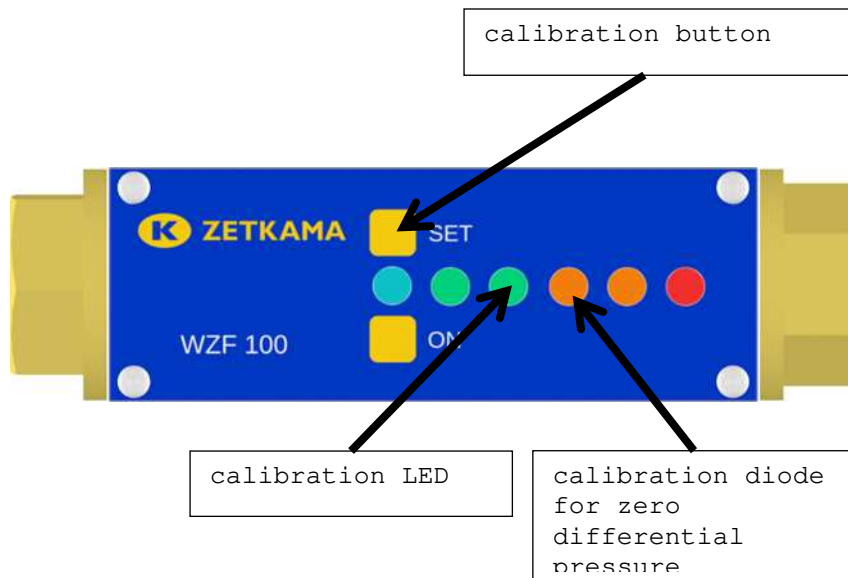 calibration button
K ZETKAMA
SET
WZF 100
ON
calibration LED
calibration diode
for zero
differential
pressure